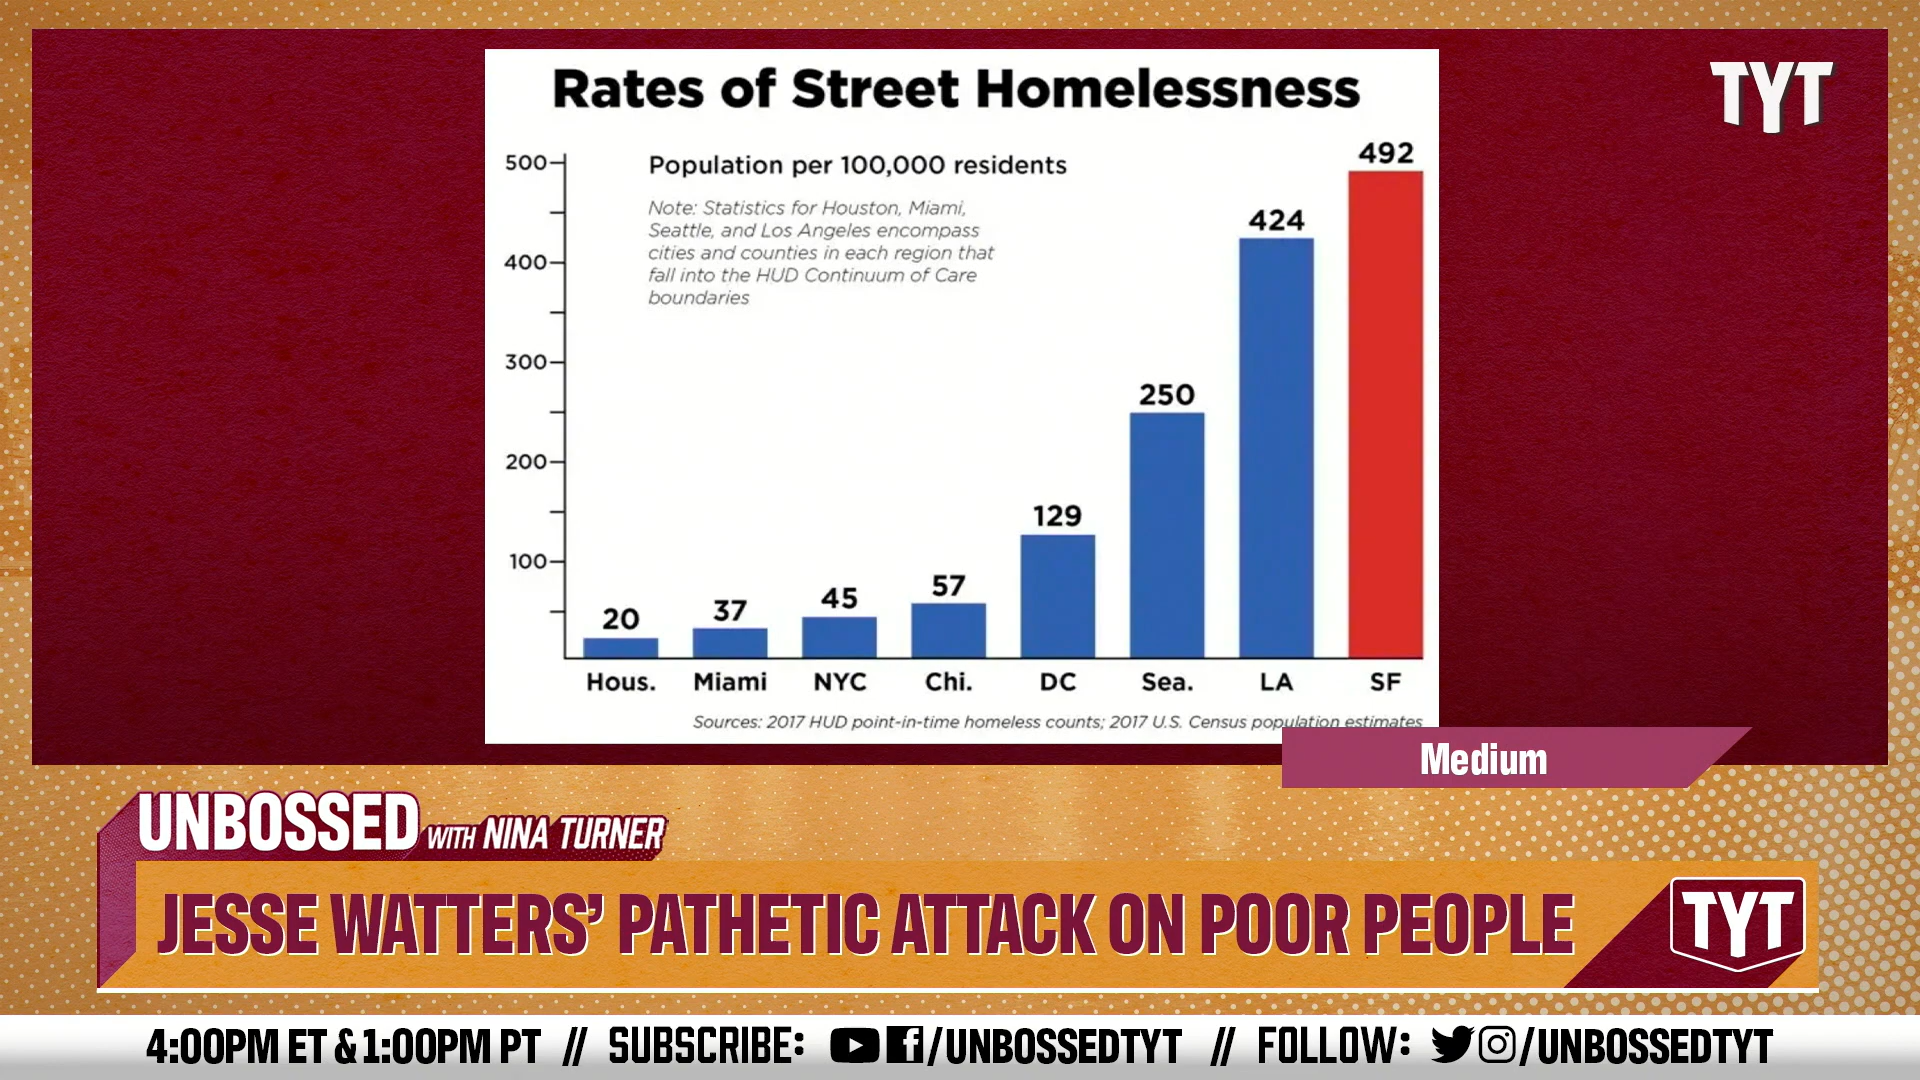 TYT
Rates of Street Homelessness
Population per 100,000 residents
Note: Statistics for Houston, Miami,
Seattle, and Los Angeles encompass
cities and counties in each region that
fall into the HUD Continuum of Care
boundaries
500
400
300
200
100
20
37
45
57
129
250
424
492
Hous. Miami NYC Chi. DC Sea. LA SF
Sources: 2017 HUD point-in-time homeless counts; 2017 U.S. Census population estimates
Medium
UNBOSSED WITH NINA TURNER
JESSE WATTERS’ PATHETIC ATTACK ON POOR PEOPLE
TYT
4:00PM ET & 1:00PM PT // SUBSCRIBE: /UNBOSSEDTYT // FOLLOW: /UNBOSSEDTYT